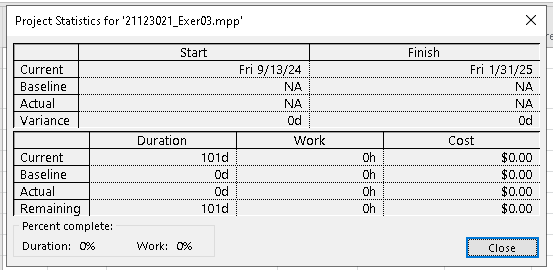 Project Statistics for '21123021_Exer03.mpp'
Start Finish
Current Fri 9/13/24 Fri 1/31/25
Baseline NA NA
Actual NA NA
Variance 0d 0d
Duration Work Cost
Current 101d 0h $0.00
Baseline 0d 0h $0.00
Actual 0d 0h $0.00
Remaining 101d 0h $0.00
Percent complete:
Duration: 0% Work: 0%
Close